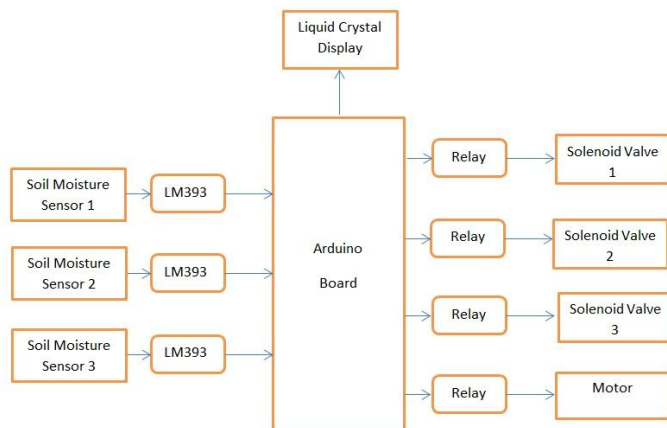 Liquid Crystal
Display
Soil Moisture
Sensor 1
LM393
Soil Moisture
Sensor 2
LM393
Soil Moisture
Sensor 3
LM393
Arduino
Board
Relay
Solenoid Valve
1
Relay
Solenoid Valve
2
Relay
Solenoid Valve
3
Relay
Motor